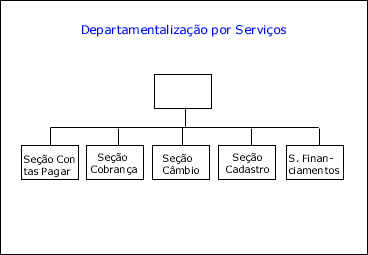 Departamentalização por Serviços
Seção Con
tas Pagar
Seção
Cobrança
Seção
Câmbio
Seção
Cadastro
S. Finan-
ciamentos